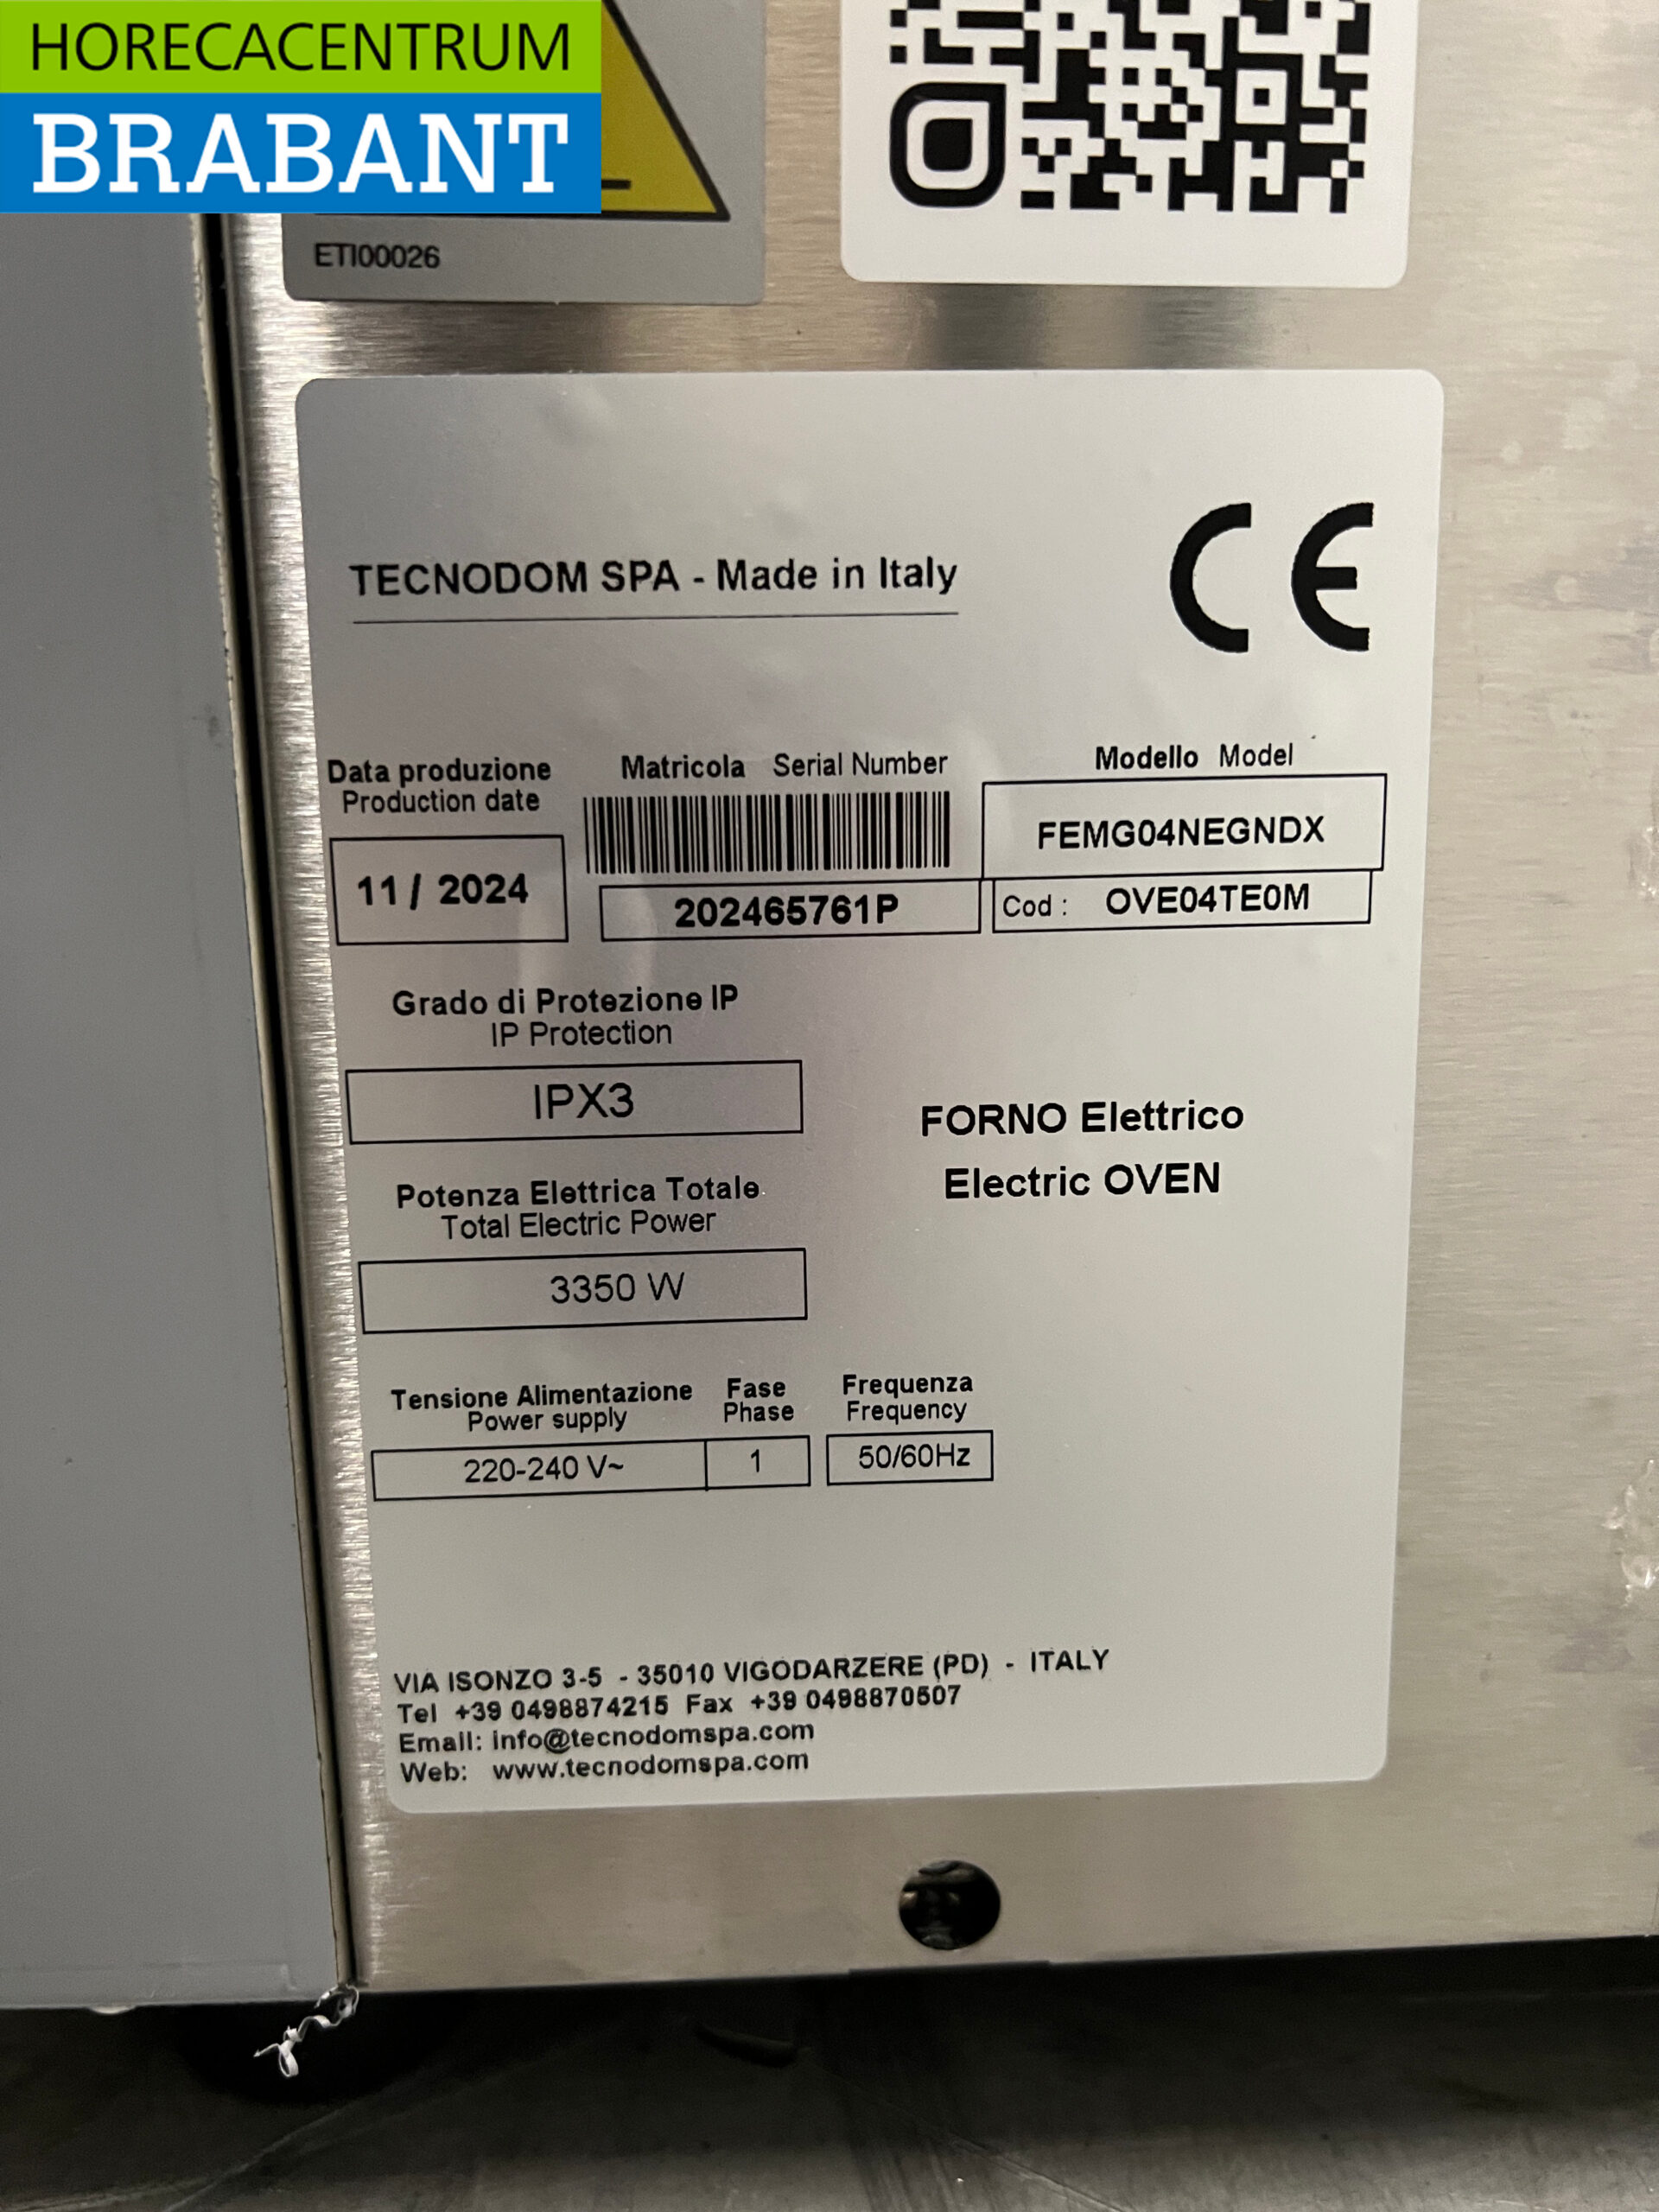 HORECACENTRUM
BRABANT
ETI00026
TECNODOM SPA - Made in Italy
CE
Data produzione
Production date
11 / 2024
Matricola Serial Number
202465761P
Modello Model
FEMG04NEGNDX
Cod : OVE04TE0M
Grado di Protezione IP
IP Protection
IPX3
FORNO Elettrico
Electric OVEN
Potenza Elettrica Totale
Total Electric Power
3350 W
Tensione Alimentazione
Power supply
220-240 V~
Fase
Phase
1
Frequenza
Frequency
50/60Hz
VIA ISONZO 3-5 - 35010 VIGODARZERE (PD) - ITALY
Tel +39 0498874215 Fax +39 0498870507
Email: info@tecnodomspa.com
Web: www.tecnodomspa.com